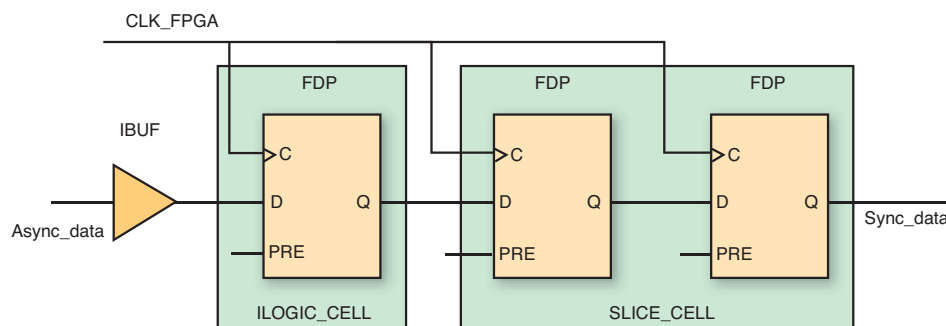 CLK_FPGA
FDP
FDP
FDP
IBUF
C
C
C
D
Q
D
Q
D
Q
Async_data
Sync_data
PRE
PRE
PRE
ILOGIC_CELL
SLICE_CELL